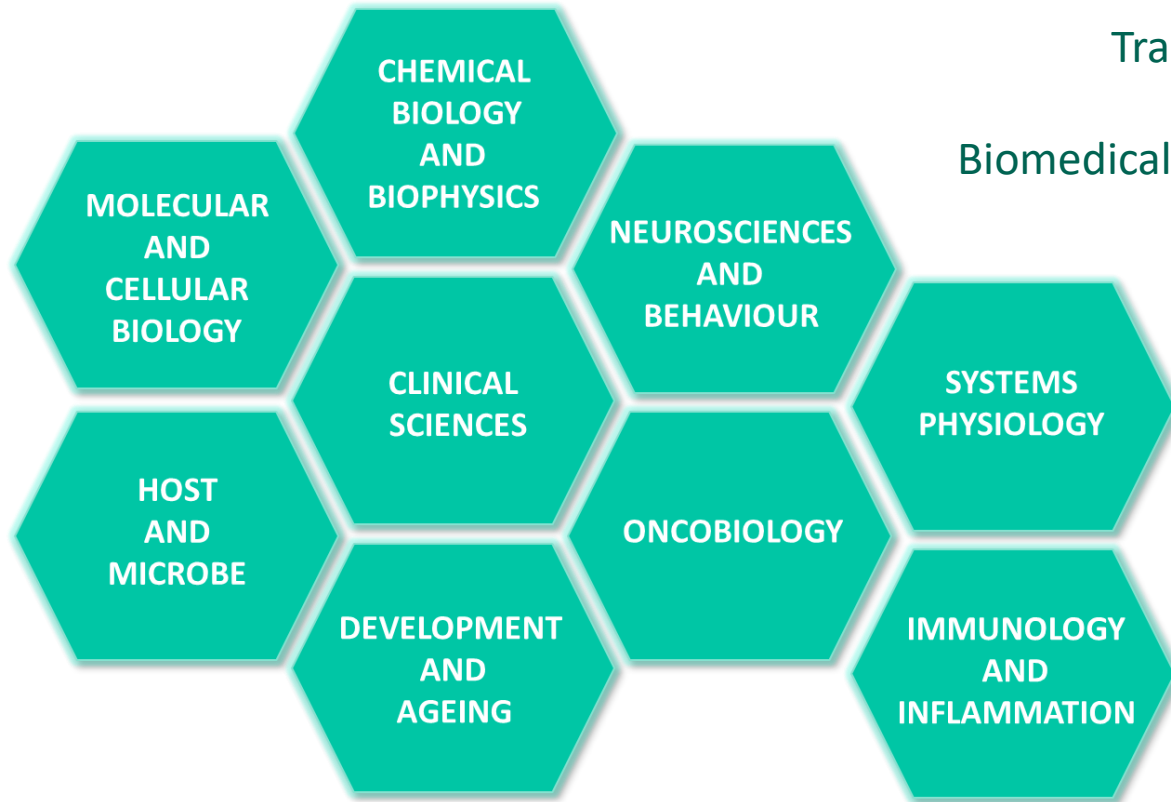 Tra
Biomedical
CHEMICAL
BIOLOGY
AND
BIOPHYSICS
MOLECULAR
AND
CELLULAR
BIOLOGY
NEUROSCIENCES
AND
BEHAVIOUR
CLINICAL
SCIENCES
SYSTEMS
PHYSIOLOGY
HOST
AND
MICROBE
ONCOBIOLOGY
DEVELOPMENT
AND
AGEING
IMMUNOLOGY
AND
INFLAMMATION